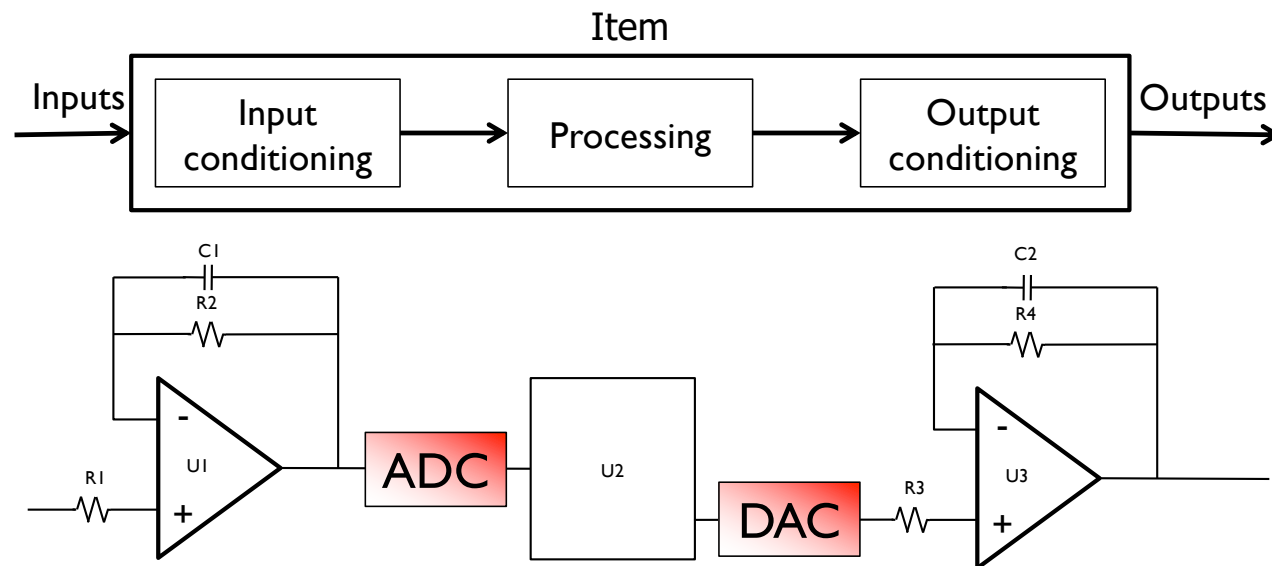 Item
Inputs
Input
conditioning
Processing
Output
conditioning
Outputs
C1
R2
-
U1
+
R1
ADC
U2
DAC
R3
C2
R4
-
U3
+